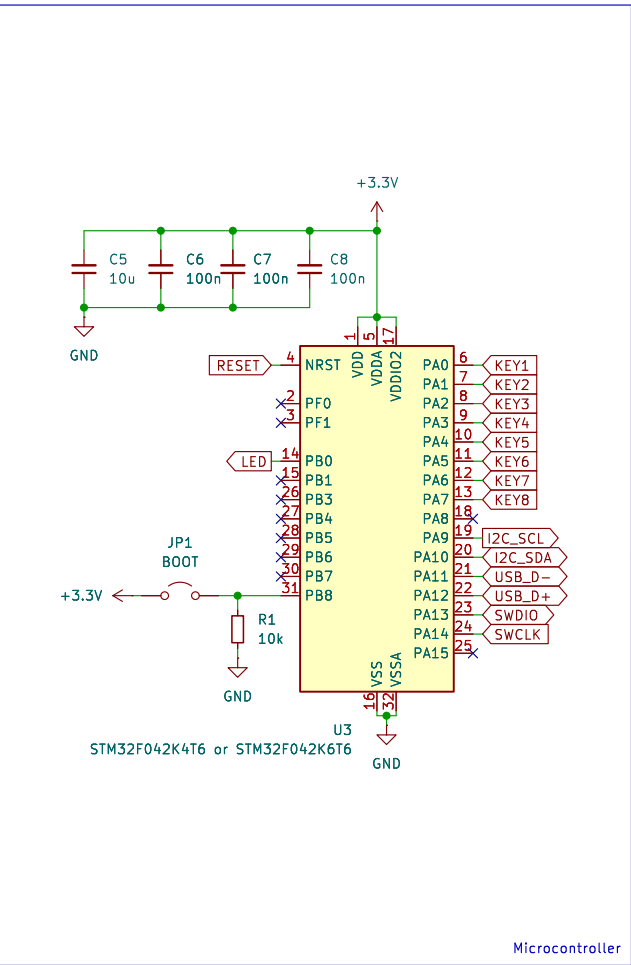 +3.3V
C5
10u
C6
100n
C7
100n
C8
100n
GND
1
5
17
VDD
VDDA
VDDIO2
RESET
4
NRST
2
PF0
3
PF1
LED
14
PB0
15
PB1
26
PB3
27
PB4
28
PB5
29
PB6
30
PB7
31
PB8
PA0
6
KEY1
PA1
7
KEY2
PA2
8
KEY3
PA3
9
KEY4
PA4
10
KEY5
PA5
11
KEY6
PA6
12
KEY7
PA7
13
KEY8
PA8
18
PA9
19
I2C_SCL
PA10
20
I2C_SDA
PA11
21
USB_D-
PA12
22
USB_D+
PA13
23
SWDIO
PA14
24
SWCLK
PA15
25
JP1
BOOT
+3.3V
R1
10k
GND
VSS
VSSA
16
32
U3
STM32F042K4T6 or STM32F042K6T6
GND
Microcontroller